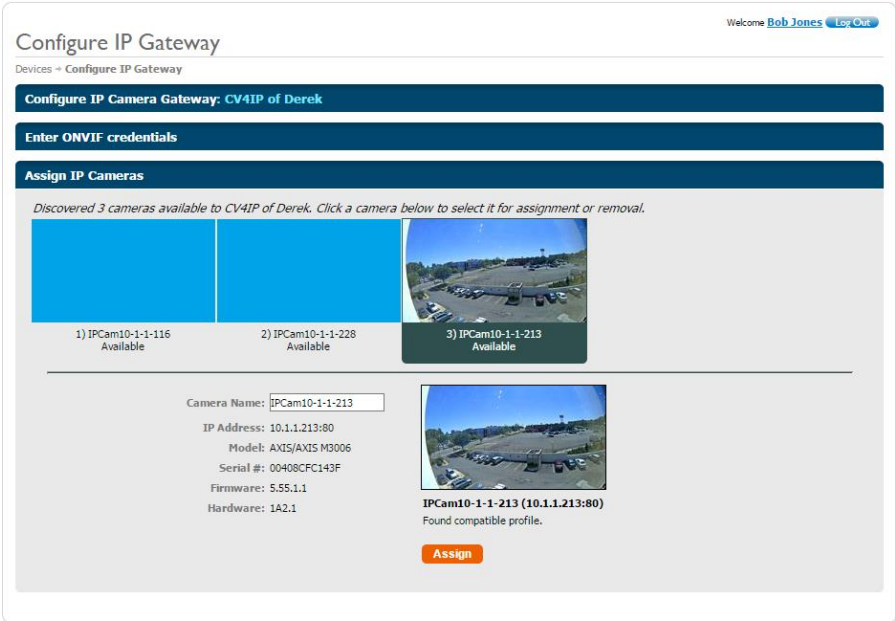 Welcome Bob Jones Log Out
Configure IP Gateway
Devices → Configure IP Gateway
Configure IP Camera Gateway: CV4IP of Derek
Enter ONVIF credentials
Assign IP Cameras
Discovered 3 cameras available to CV4IP of Derek. Click a camera below to select it for assignment or removal.
1) IPCam10-1-1-116
Available
2) IPCam10-1-1-228
Available
3) IPCam10-1-1-213
Available
Camera Name: IPCam10-1-1-213
IP Address: 10.1.1.213:80
Model: AXIS/AXIS M3006
Serial #: 00408CFC143F
Firmware: 5.55.1.1
Hardware: 1A2.1
IPCam10-1-1-213 (10.1.1.213:80)
Found compatible profile.
Assign